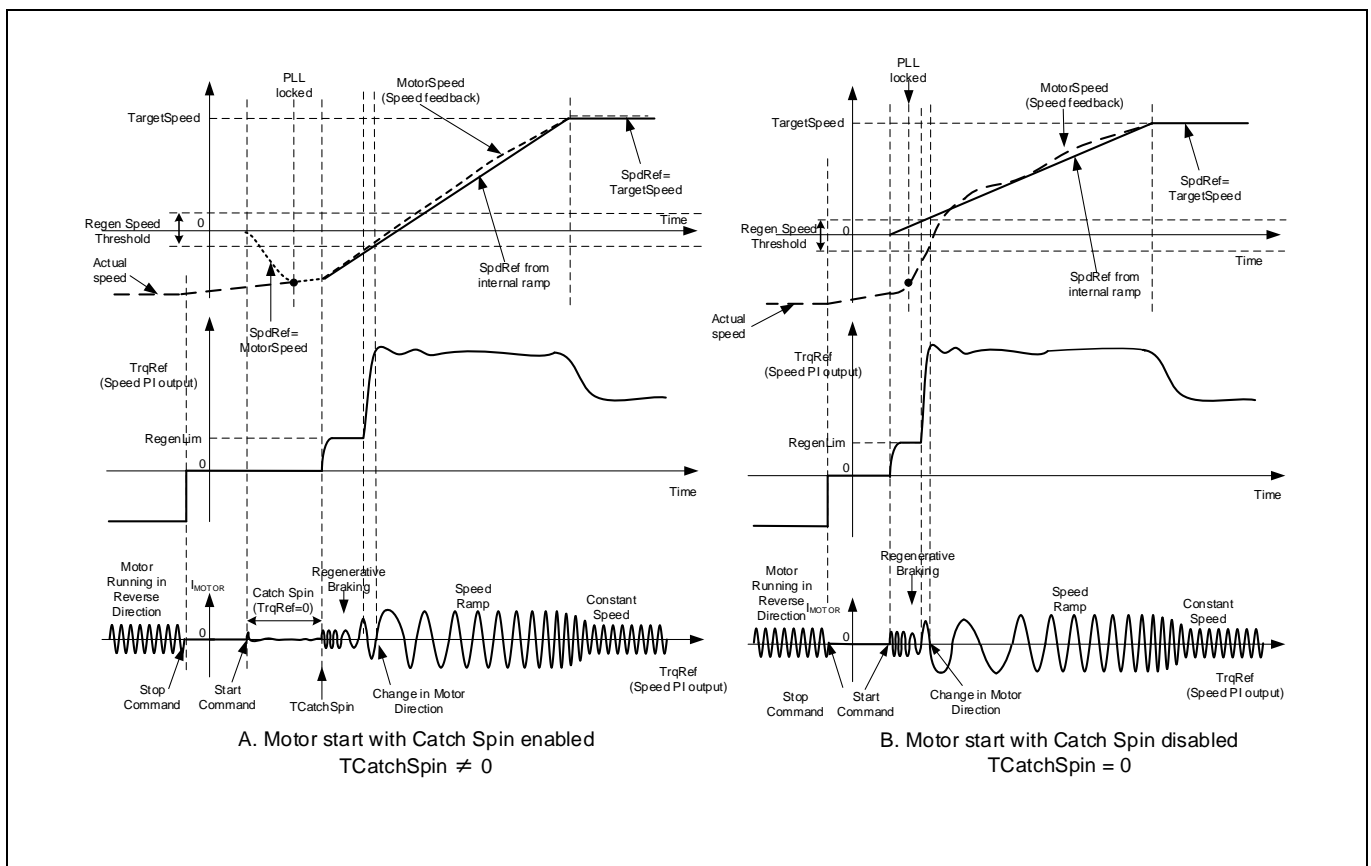 PLL
locked
MotorSpeed
(Speed feedback)
TargetSpeed
SpdRef=
TargetSpeed
Time
Regen Speed
Threshold
0
Actual
speed
SpdRef from
internal ramp
SpdRef=
MotorSpeed
TrqRef
(Speed PI output)
RegenLim
0
Time
Motor
Running in
Reverse
Direction
IMOTOR
Catch Spin
(TrqRef=0)
Regenerative
Braking
Speed
Ramp
Constant
Speed
0
TrqRef
(Speed PI output)
Stop
Command
Start
Command
TCatchSpin
Change in Motor
Direction
A. Motor start with Catch Spin enabled
TCatchSpin ≠ 0
PLL
locked
MotorSpeed
(Speed feedback)
TargetSpeed
SpdRef=
TargetSpeed
Regen Speed
Threshold
0
Time
SpdRef from
internal ramp
Actual
speed
TrqRef
(Speed PI output)
RegenLim
0
Time
Motor
Running in
Reverse
Direction
IMOTOR
Regenerative
Braking
Speed
Ramp
Constant
Speed
0
TrqRef
(Speed PI output)
Stop
Command
Start
Command
Change in Motor
Direction
B. Motor start with Catch Spin disabled
TCatchSpin = 0